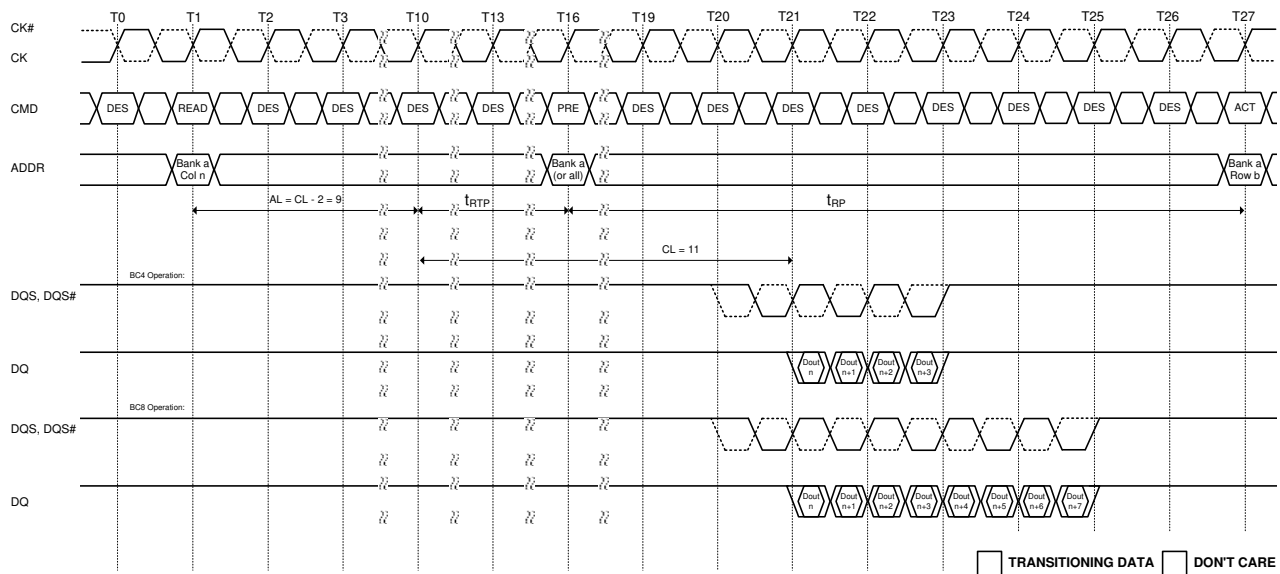 T0 T1 T2 T3 T10 T13 T16 T19 T20 T21 T22 T23 T24 T25 T26 T27
CK#
CK
CMD DES READ DES DES DES DES PRE DES DES DES DES DES DES DES DES ACT
ADDR
Bank a
Col n
Bank a
(or all)
Bank a
Row b
AL = CL - 2 = 9 tRTP tRP
CL = 11
BC4 Operation:
DQS, DQS#
DQ
Dout
n
Dout
n+1
Dout
n+2
Dout
n+3
BC8 Operation:
DQS, DQS#
DQ
Dout
n
Dout
n+1
Dout
n+2
Dout
n+3
Dout
n+4
Dout
n+5
Dout
n+6
Dout
n+7
TRANSITIONING DATA DON'T CARE